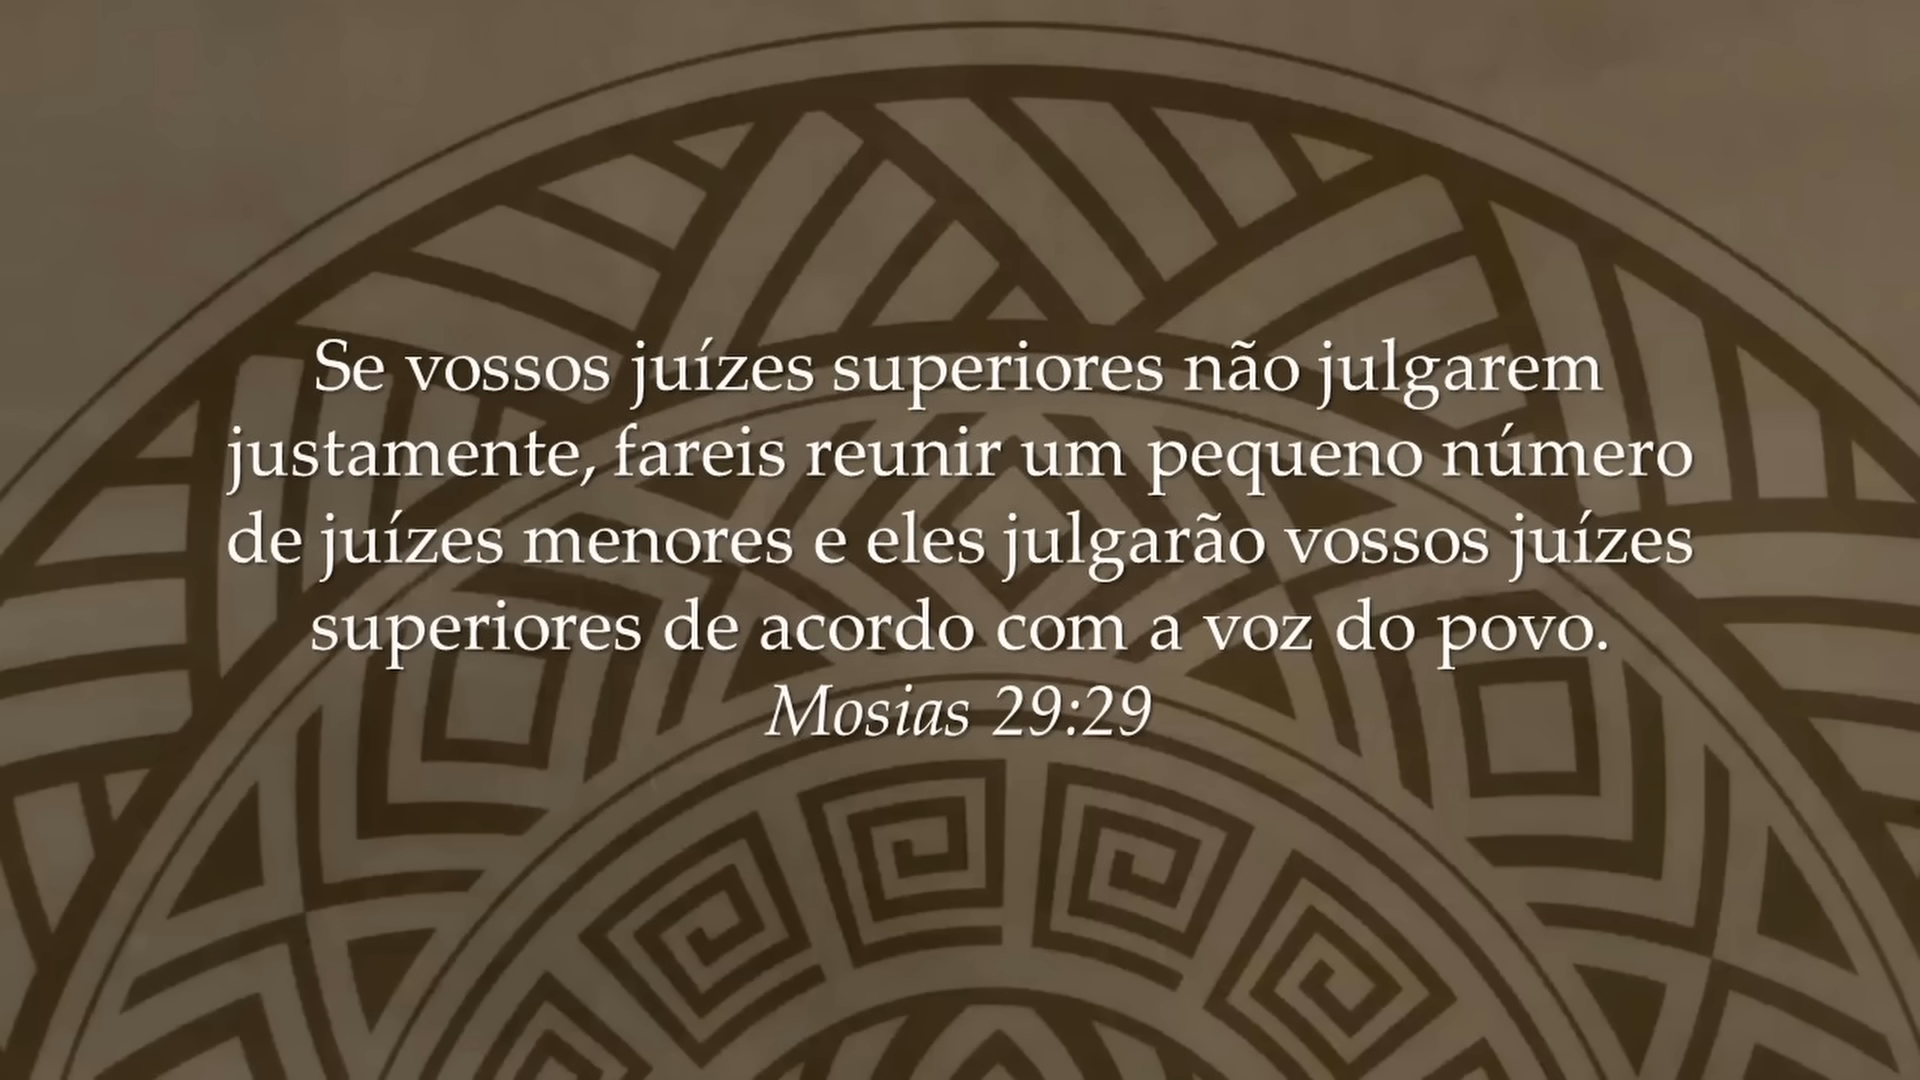 Se vossos juízes superiores não julgarem
justamente, fareis reunir um pequeno número
de juízes menores e eles julgarão vossos juízes
superiores de acordo com a voz do povo.
Mosias 29:29